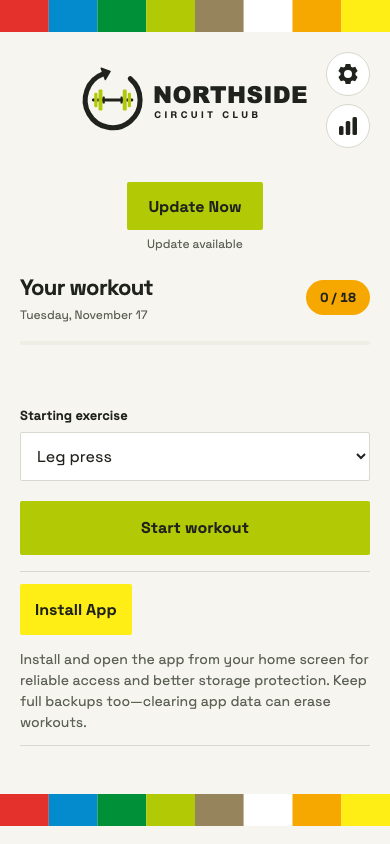 NORTHSIDE
CIRCUIT CLUB
Update Now
Update available
Your workout
0 / 18
Tuesday, November 17
Starting exercise
Leg press
Start workout
Install App
Install and open the app from your home screen for
reliable access and better storage protection. Keep
full backups too—clearing app data can erase
workouts.